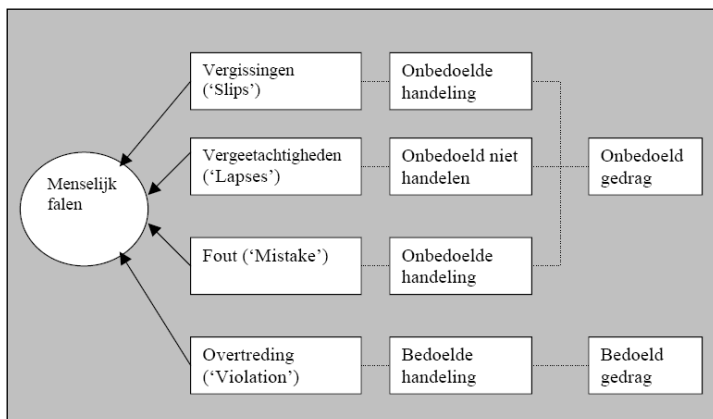 Menselijk
falen
Vergissingen
(‘Slips’)
Onbedoelde
handeling
Vergeetachtigheden
(‘Lapses’)
Onbedoeld niet
handelen
Onbedoeld
gedrag
Fout (‘Mistake’)
Onbedoelde
handeling
Overtreding
(‘Violation’)
Bedoelde
handeling
Bedoeld
gedrag